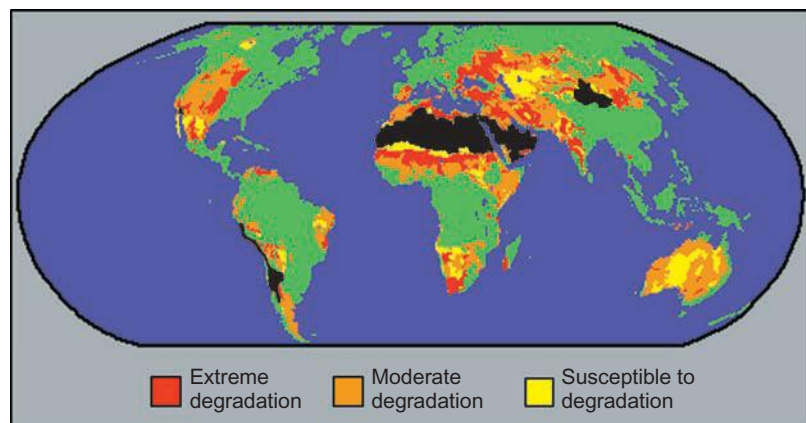 Extreme
degradation
Moderate
degradation
Susceptible to
degradation